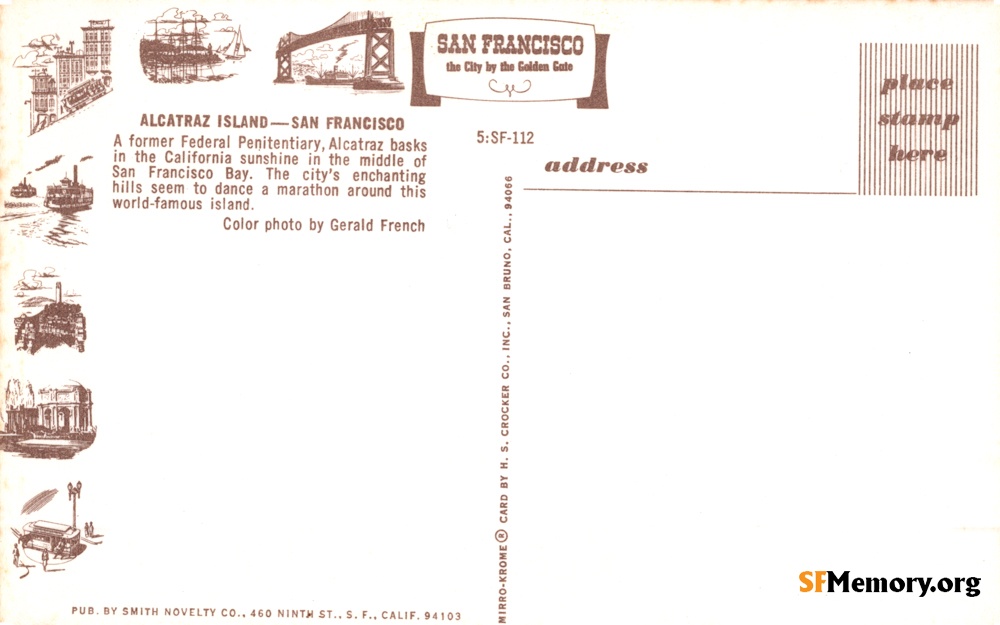 SAN FRANCISCO
the City by the Golden Gate
ALCATRAZ ISLAND—SAN FRANCISCO
A former Federal Penitentiary, Alcatraz basks
in the California sunshine in the middle of
San Francisco Bay. The city's enchanting
hills seem to dance a marathon around this
world-famous island.
Color photo by Gerald French
5:SF-112
address
place
stamp
here
MIRRO-KROME® CARD BY H. S. CROCKER CO., INC., SAN BRUNO, CAL., 94066
PUB. BY SMITH NOVELTY CO., 460 NINTH ST., S. F., CALIF. 94103
SFMemory.org